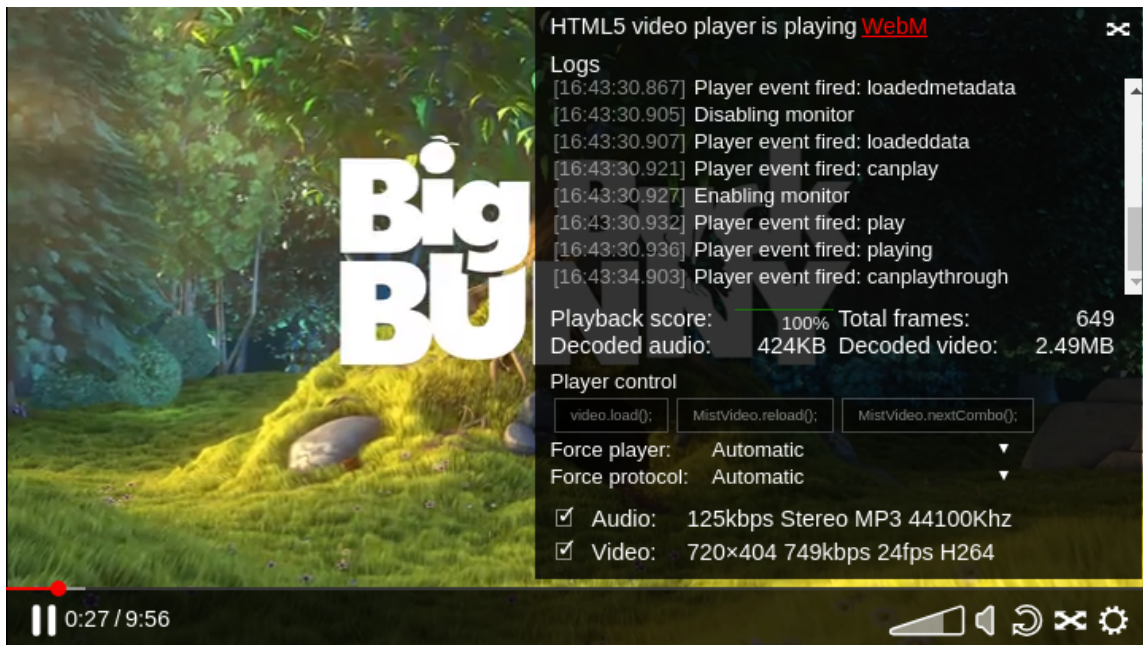 HTML5 video player is playing WebM
Logs
[16:43:30.867] Player event fired: loadedmetadata
[16:43:30.905] Disabling monitor
[16:43:30.907] Player event fired: loadeddata
[16:43:30.921] Player event fired: canplay
[16:43:30.927] Enabling monitor
[16:43:30.932] Player event fired: play
[16:43:30.936] Player event fired: playing
[16:43:34.903] Player event fired: canplaythrough
Playback score: 100% Total frames: 649
Decoded audio: 424KB Decoded video: 2.49MB
Player control
video.load(); MistVideo.reload(); MistVideo.nextCombo();
Force player: Automatic
Force protocol: Automatic
Audio: 125kbps Stereo MP3 44100Khz
Video: 720×404 749kbps 24fps H264
Big BUCK
BUNNY
0:27 / 9:56